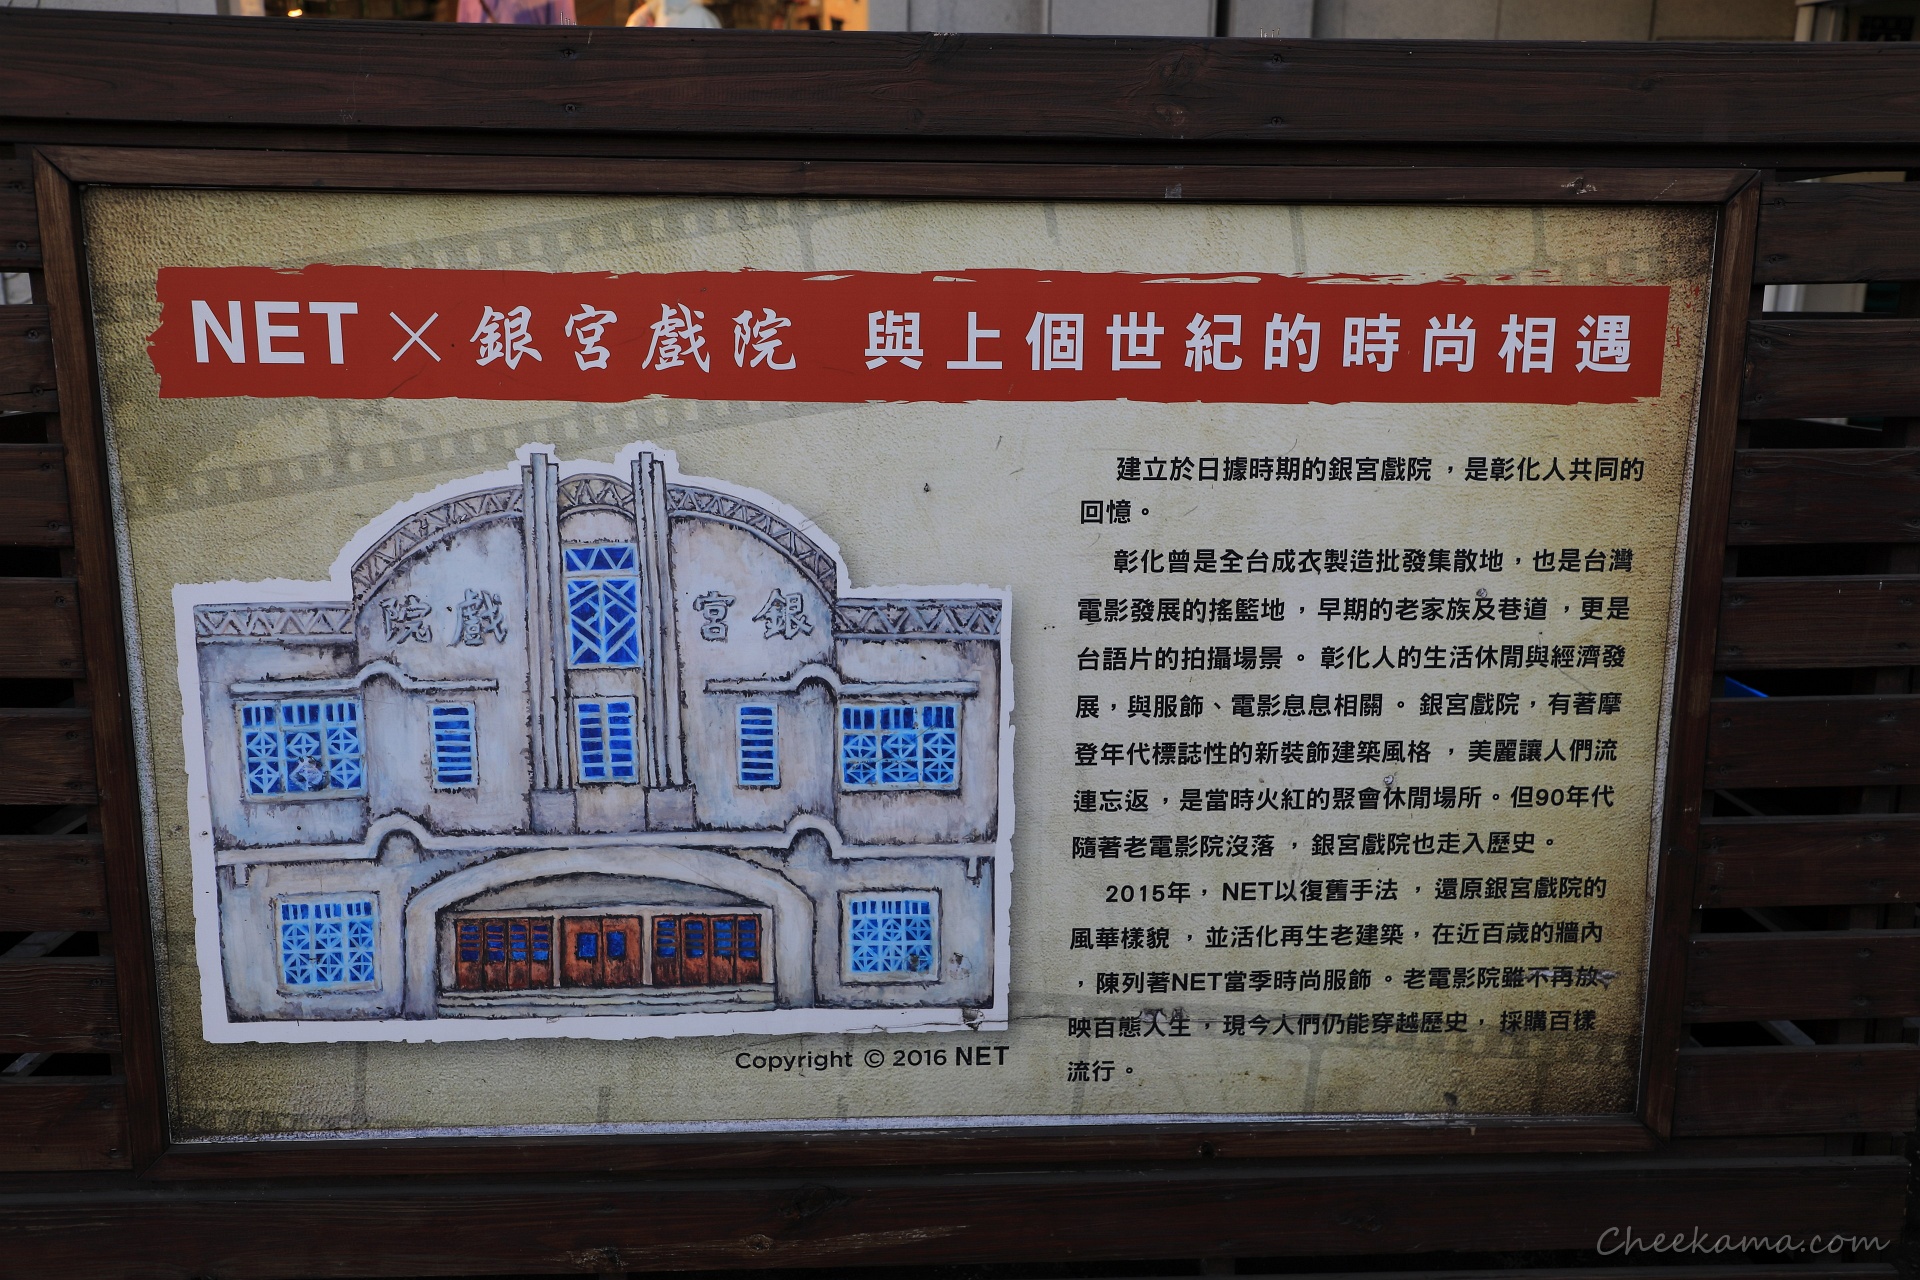 NET × 銀宮戲院 與上個世紀的時尚相遇
院戲 宮銀
建立於日據時期的銀宮戲院，是彰化人共同的
回憶。
彰化曾是全台成衣製造批發集散地，也是台灣
電影發展的搖籃地，早期的老家族及巷道，更是
台語片的拍攝場景。彰化人的生活休閒與經濟發
展，與服飾、電影息息相關。銀宮戲院，有著摩
登年代標誌性的新裝飾建築風格，美麗讓人們流
連忘返，是當時火紅的聚會休閒場所。但90年代
隨著老電影院沒落，銀宮戲院也走入歷史。
2015年，NET以復舊手法，還原銀宮戲院的
風華樣貌，並活化再生老建築，在近百歲的牆內
，陳列著NET當季時尚服飾。老電影院雖不再放
映百態人生，現今人們仍能穿越歷史，採購百樣
流行。
Copyright © 2016 NET
Cheekama.com